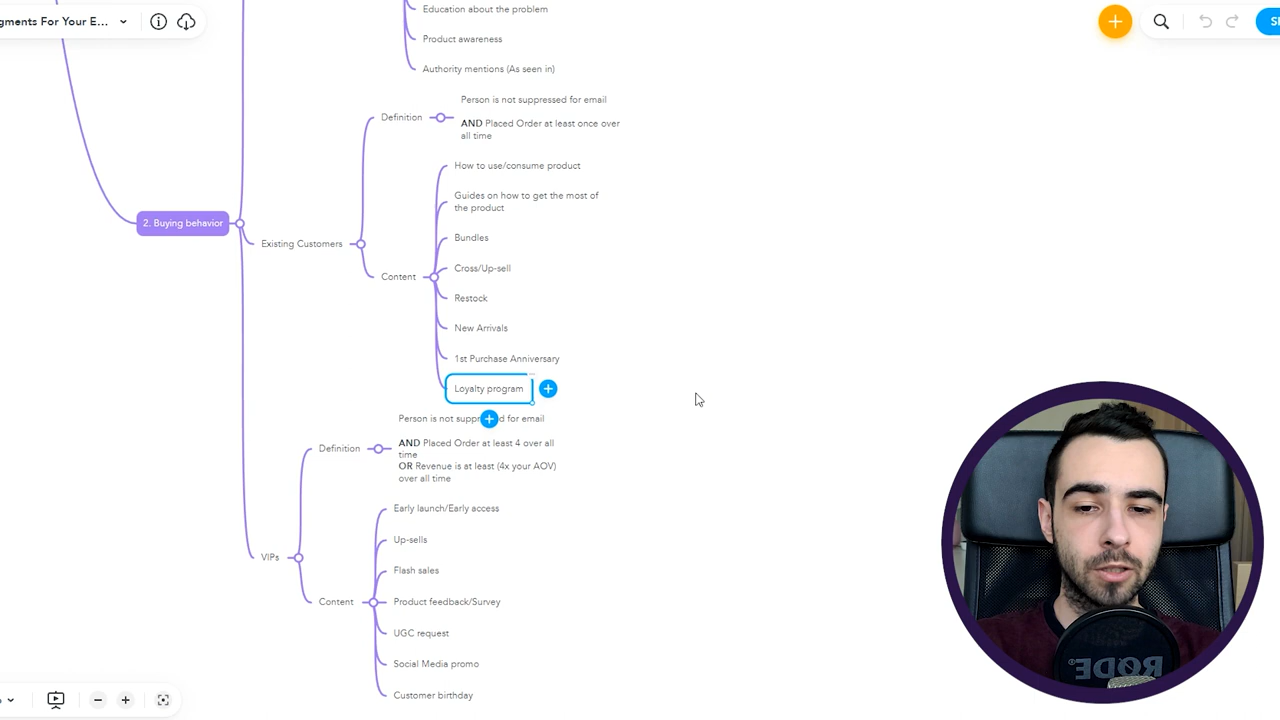 gments For Your E...
Education about the problem
Product awareness
Authority mentions (As seen in)
Person is not suppressed for email
Definition
AND Placed Order at least once over
all time
How to use/consume product
Guides on how to get the most of
the product
2. Buying behavior
Bundles
Existing Customers
Cross/Up-sell
Content
Restock
New Arrivals
1st Purchase Anniversary
Loyalty program
Person is not supp d for email
AND Placed Order at least 4 over all
time
Definition
OR Revenue is at least (4x your AOV)
over all time
Early launch/Early access
Up-sells
VIPs
Flash sales
Content
Product feedback/Survey
UGC request
Social Media promo
Customer birthday
RØDE